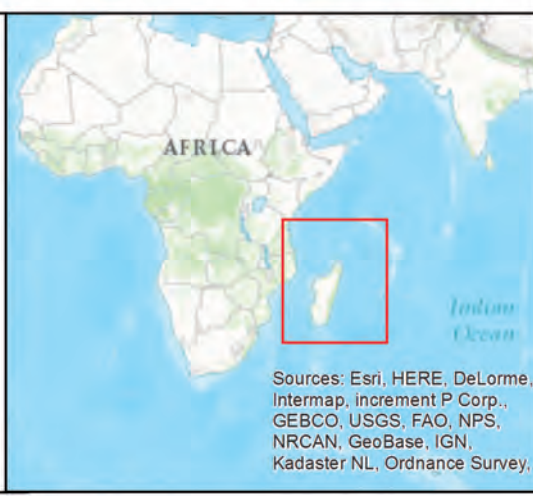 AFRICA
Indian
Ocean
Sources: Esri, HERE, DeLorme,
Intermap, increment P Corp.,
GEBCO, USGS, FAO, NPS,
NRCAN, GeoBase, IGN,
Kadaster NL, Ordnance Survey,